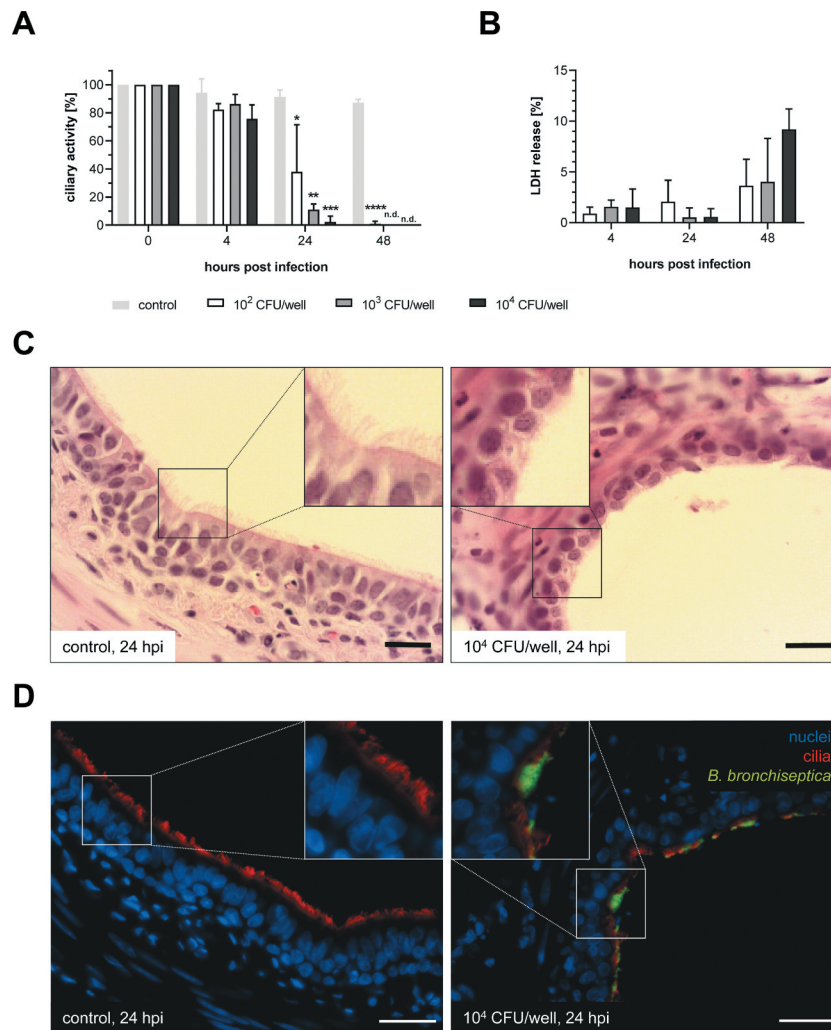 A
ciliary activity [%]
100
80
60
40
20
0
*
**
***
****
n.d.
n.d.
0
4
24
48
hours post infection
B
LDH release [%]
15
10
5
0
4
24
48
hours post infection
control
10² CFU/well
10³ CFU/well
10⁴ CFU/well
C
control, 24 hpi
10⁴ CFU/well, 24 hpi
D
nuclei
cilia
B. bronchiseptica
control, 24 hpi
10⁴ CFU/well, 24 hpi